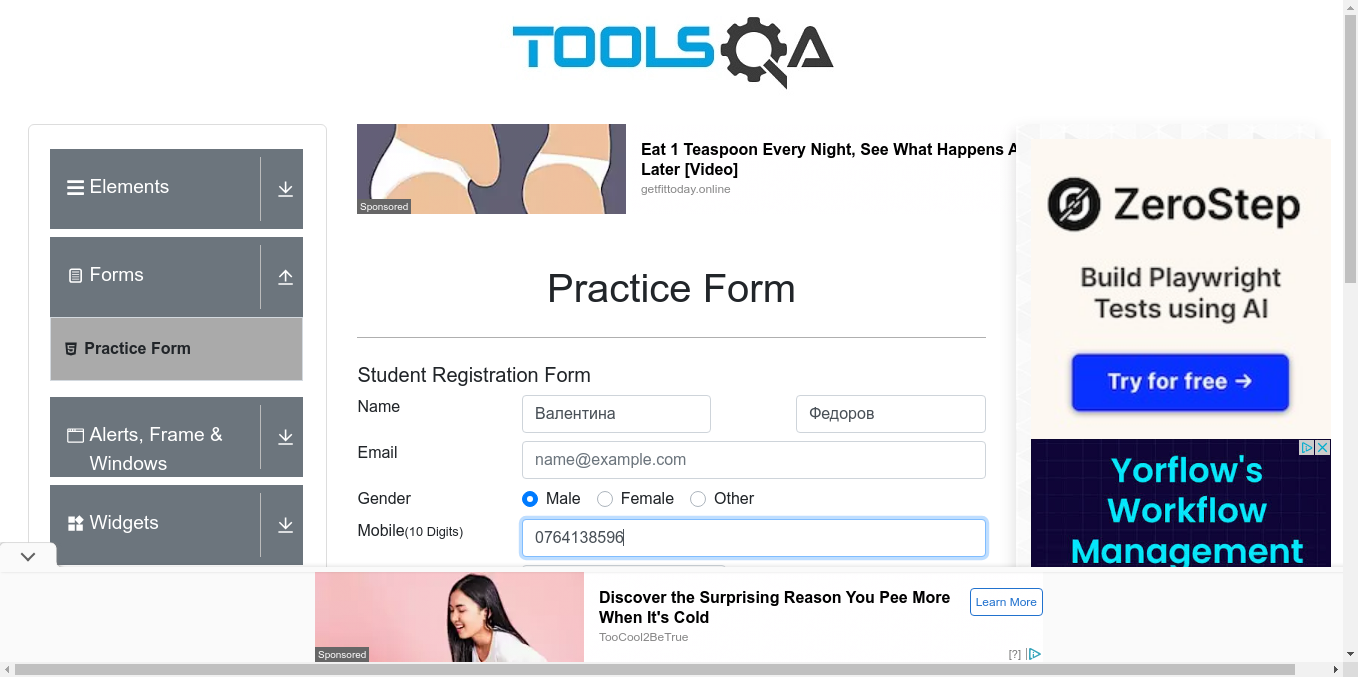 TOOLSQA
Elements
Forms
Practice Form
Alerts, Frame &
Windows
Widgets
Sponsored
Eat 1 Teaspoon Every Night, See What Happens A
Later [Video]
getfittoday.online
Practice Form
Student Registration Form
Name
Валентина
Федоров
Email
name@example.com
Gender
Male
Female
Other
Mobile(10 Digits)
0764138596
ZeroStep
Build Playwright
Tests using AI
Try for free →
Yorflow's
Workflow
Management
Sponsored
Discover the Surprising Reason You Pee More
When It's Cold
TooCool2BeTrue
Learn More
[?]